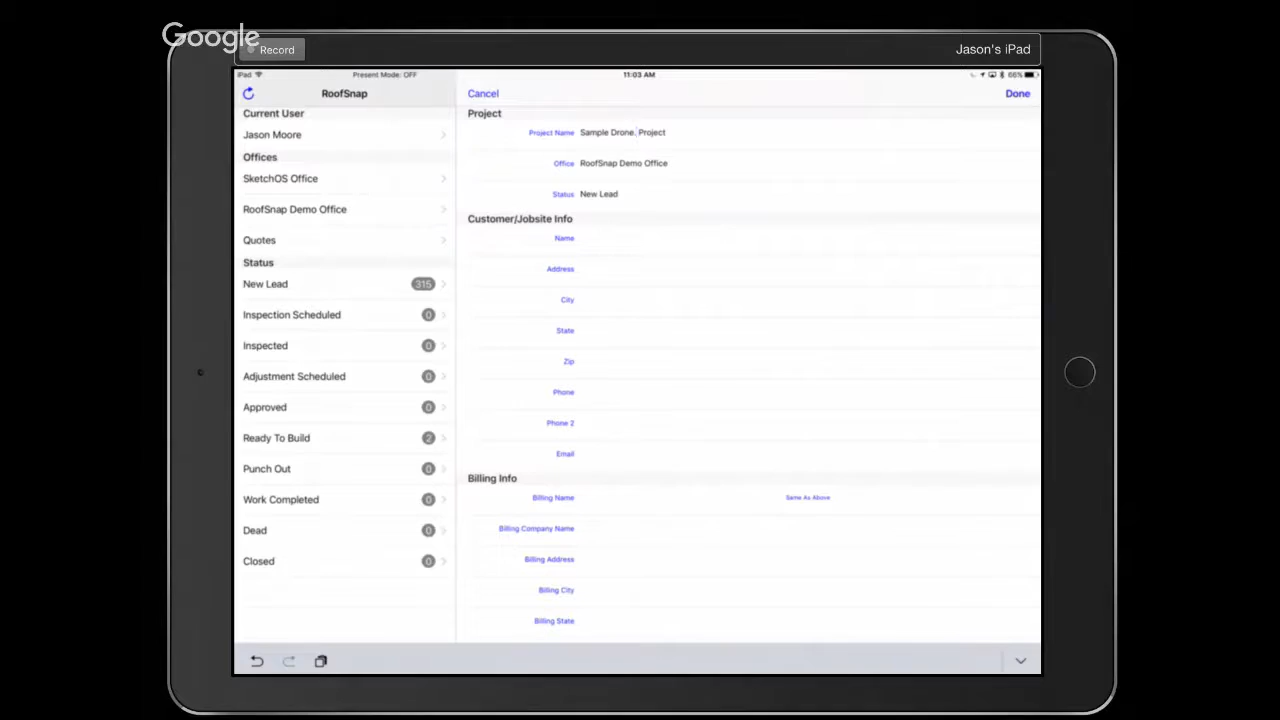 Google
Record
Jason's iPad
iPad
Present Mode: OFF
11:03 AM
66%
RoofSnap
Cancel
Done
Current User
Jason Moore
Offices
SketchOS Office
RoofSnap Demo Office
Quotes
Status
New Lead 315
Inspection Scheduled 0
Inspected 0
Adjustment Scheduled 0
Approved 0
Ready To Build 2
Punch Out 0
Work Completed 0
Dead 0
Closed 0
Project
Project Name Sample Drone. Project
Office RoofSnap Demo Office
Status New Lead
Customer/Jobsite Info
Name
Address
City
State
Zip
Phone
Phone 2
Email
Billing Info
Billing Name Same As Above
Billing Company Name
Billing Address
Billing City
Billing State